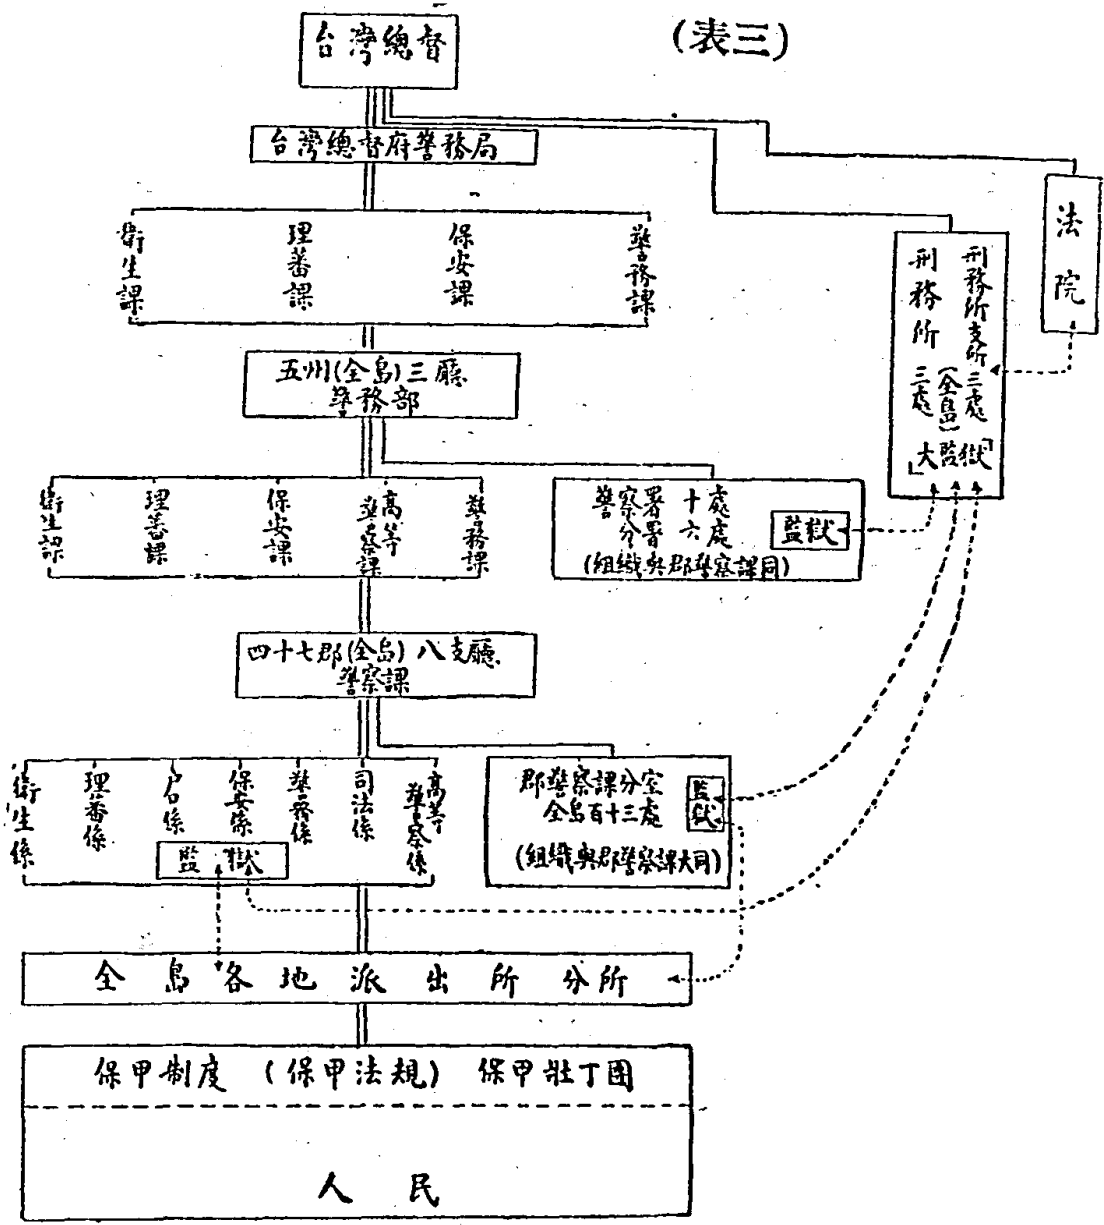 (表三)
台灣總督
台灣總督府警務局
衛生課
理蕃課
保安課
警務課
法院
刑務所支所三處
(全島)
刑務所 三處
「大監獄」
五州(全島)三廳
警務部
衛生課
理蕃課
保安課
高等
警察課
警務課
警察署 十處
分署 六處
監獄
(組織與郡警察課同)
四十七郡(全島)八支廳
警察課
衛生係
理蕃係
戶口係
保安係
警務係
司法係
高等
警察係
監獄
郡警察課分室
全島百十三處
監獄
(組織與郡警察課大同)
全島各地派出所分所
保甲制度 (保甲法規) 保甲壯丁團
人民